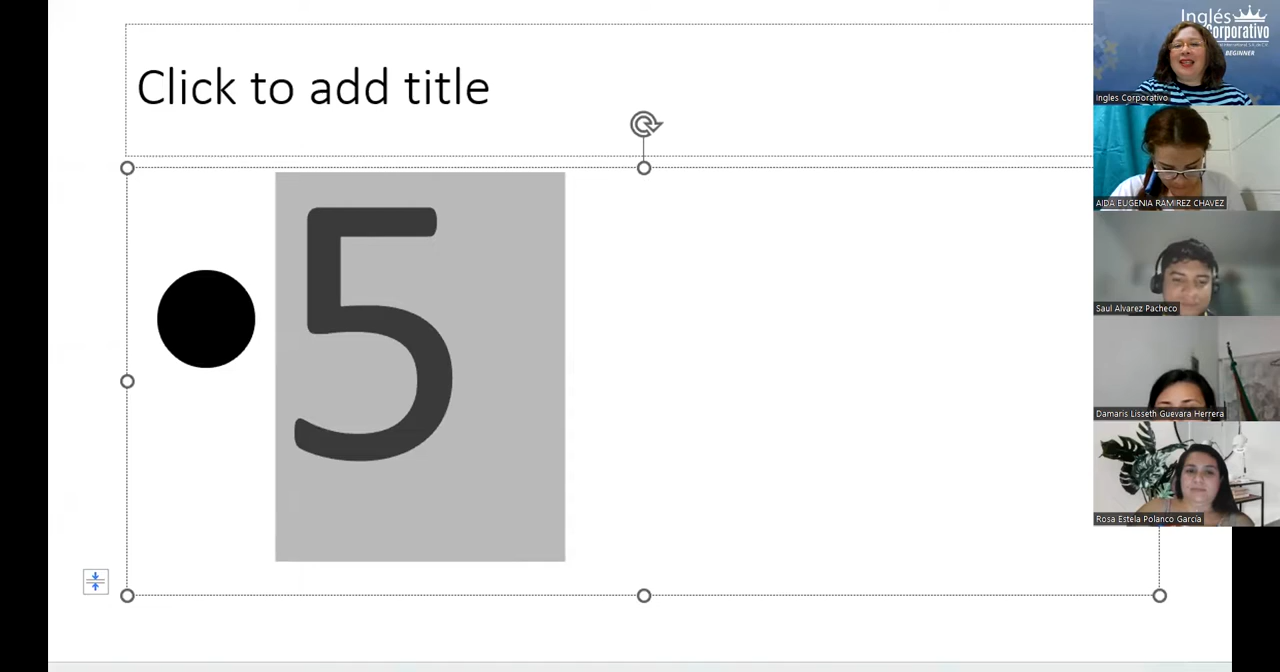 Click to add title
5
Inglés
Corporativo
BEGINNER
Ingles Corporativo
AIDA EUGENIA RAMIREZ CHAVEZ
Saul Alvarez Pacheco
Damaris Lisseth Guevara Herrera
Rosa Estela Polanco García